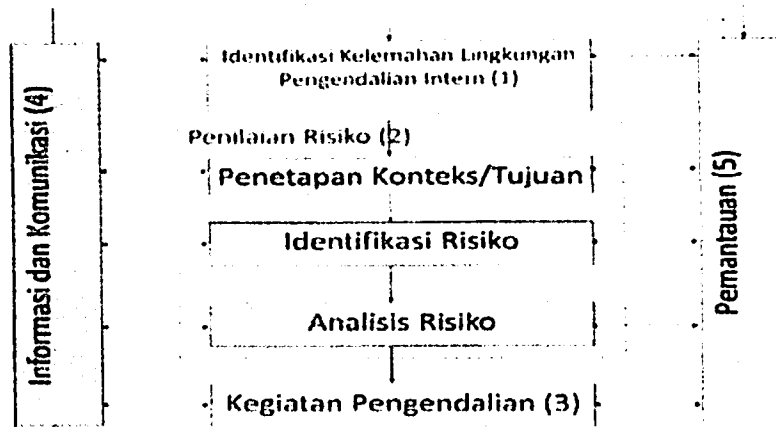 Informasi dan Komunikasi (4)
Identifikasi Kelemahan Lingkungan
Pengendalian Intern (1)
Penilaian Risiko (2)
Penetapan Konteks/Tujuan
Identifikasi Risiko
Analisis Risiko
Kegiatan Pengendalian (3)
Pemantauan (5)